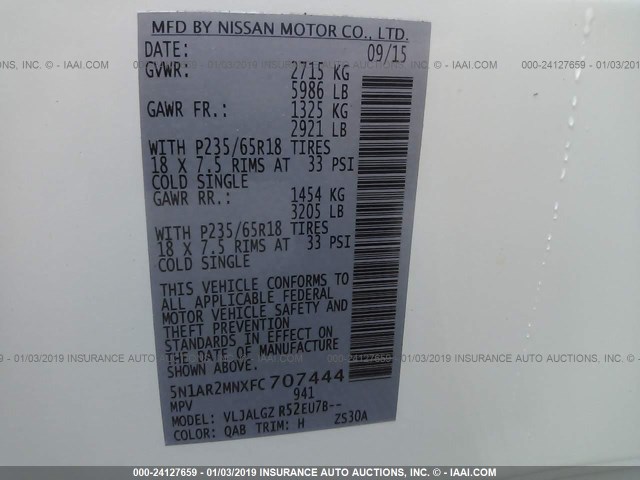 MFD BY NISSAN MOTOR CO., LTD.
DATE: 09/15
GVWR: 2715 KG
5986 LB
GAWR FR.: 1325 KG
2921 LB
WITH P235/65R18 TIRES
18 X 7.5 RIMS AT 33 PSI
COLD SINGLE
GAWR RR.: 1454 KG
3205 LB
WITH P235/65R18 TIRES
18 X 7.5 RIMS AT 33 PSI
COLD SINGLE
THIS VEHICLE CONFORMS TO
ALL APPLICABLE FEDERAL
MOTOR VEHICLE SAFETY AND
THEFT PREVENTION
STANDARDS IN EFFECT ON
THE DATE OF MANUFACTURE
SHOWN ABOVE.
5N1AR2MNXFC707444
MPV 941
MODEL: VLJALGZ R52EU7B--
COLOR: QAB TRIM: H ZS30A
000-24127659 - 01/03/2019 INSURANCE AUTO AUCTIONS, INC. - IAAI.COM